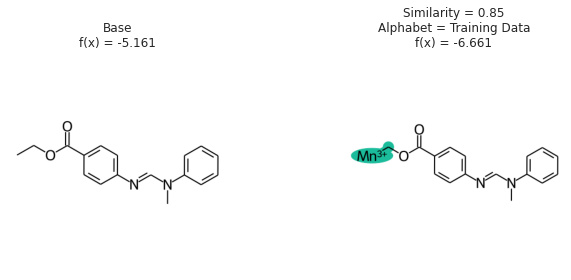 Base
f(x) = -5.161
O
O
N
N
Similarity = 0.85
Alphabet = Training Data
f(x) = -6.661
O
Mn³⁺
O
N
N